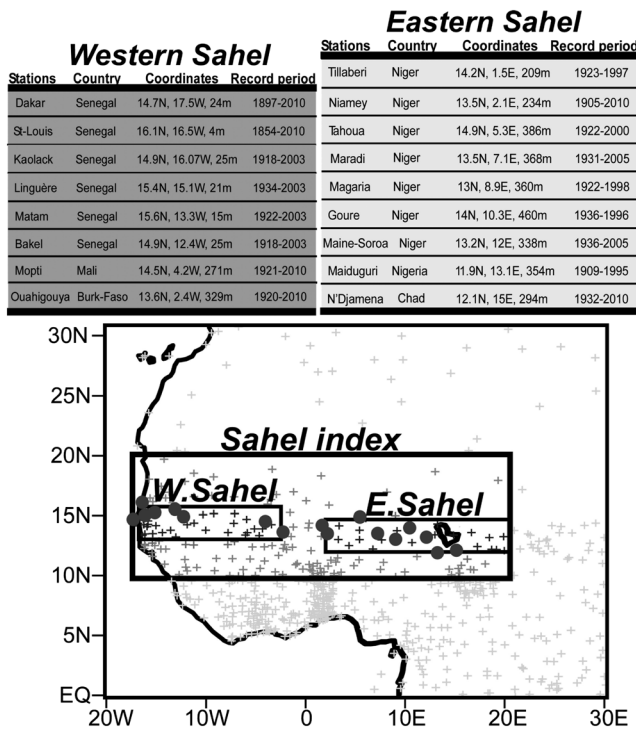 Western Sahel
Stations Country Coordinates Record period
Dakar Senegal 14.7N, 17.5W, 24m 1897-2010
St-Louis Senegal 16.1N, 16.5W, 4m 1854-2010
Kaolack Senegal 14.9N, 16.07W, 25m 1918-2003
Linguère Senegal 15.4N, 15.1W, 21m 1934-2003
Matam Senegal 15.6N, 13.3W, 15m 1922-2003
Bakel Senegal 14.9N, 12.4W, 25m 1918-2003
Mopti Mali 14.5N, 4.2W, 271m 1921-2010
Ouahigouya Burk-Faso 13.6N, 2.4W, 329m 1920-2010
Eastern Sahel
Stations Country Coordinates Record period
Tillaberi Niger 14.2N, 1.5E, 209m 1923-1997
Niamey Niger 13.5N, 2.1E, 234m 1905-2010
Tahoua Niger 14.9N, 5.3E, 386m 1922-2000
Maradi Niger 13.5N, 7.1E, 368m 1931-2005
Magaria Niger 13N, 8.9E, 360m 1922-1998
Goure Niger 14N, 10.3E, 460m 1936-1996
Maine-Soroa Niger 13.2N, 12E, 338m 1936-2005
Maiduguri Nigeria 11.9N, 13.1E, 354m 1909-1995
N'Djamena Chad 12.1N, 15E, 294m 1932-2010
30N
25N
20N
15N
10N
5N
EQ
Sahel index
W.Sahel
E.Sahel
20W 10W 0 10E 20E 30E